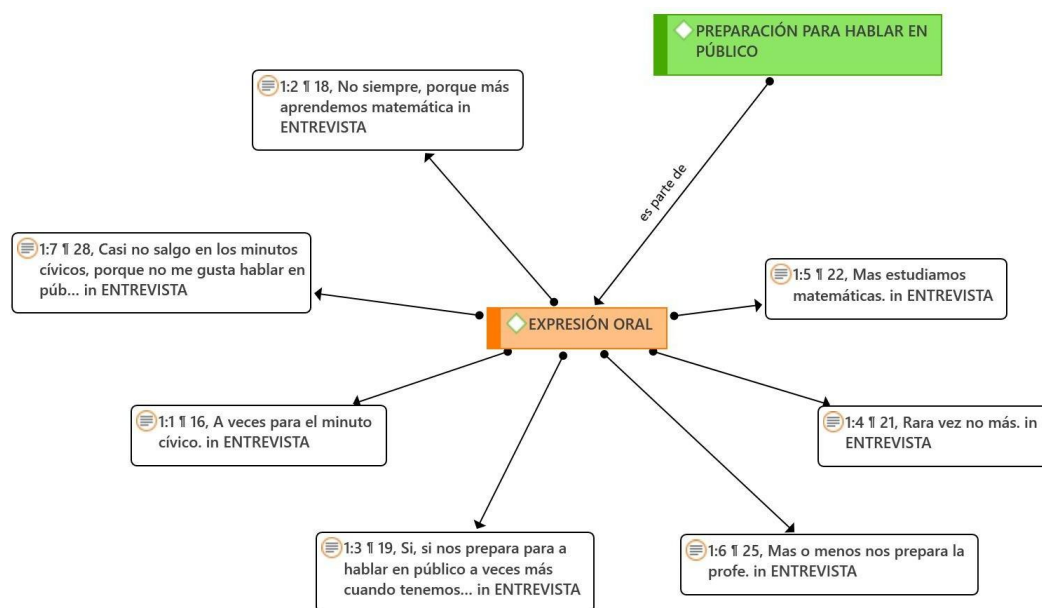 PREPARACIÓN PARA HABLAR EN
PÚBLICO
1:2 ¶ 18, No siempre, porque más
aprendemos matemática in
ENTREVISTA
es parte de
1:7 ¶ 28, Casi no salgo en los minutos
cívicos, porque no me gusta hablar en
púb... in ENTREVISTA
1:5 ¶ 22, Mas estudiamos
matemáticas. in ENTREVISTA
EXPRESIÓN ORAL
1:1 ¶ 16, A veces para el minuto
cívico. in ENTREVISTA
1:4 ¶ 21, Rara vez no más. in
ENTREVISTA
1:3 ¶ 19, Si, si nos prepara para a
hablar en público a veces más
cuando tenemos... in ENTREVISTA
1:6 ¶ 25, Mas o menos nos prepara la
profe. in ENTREVISTA